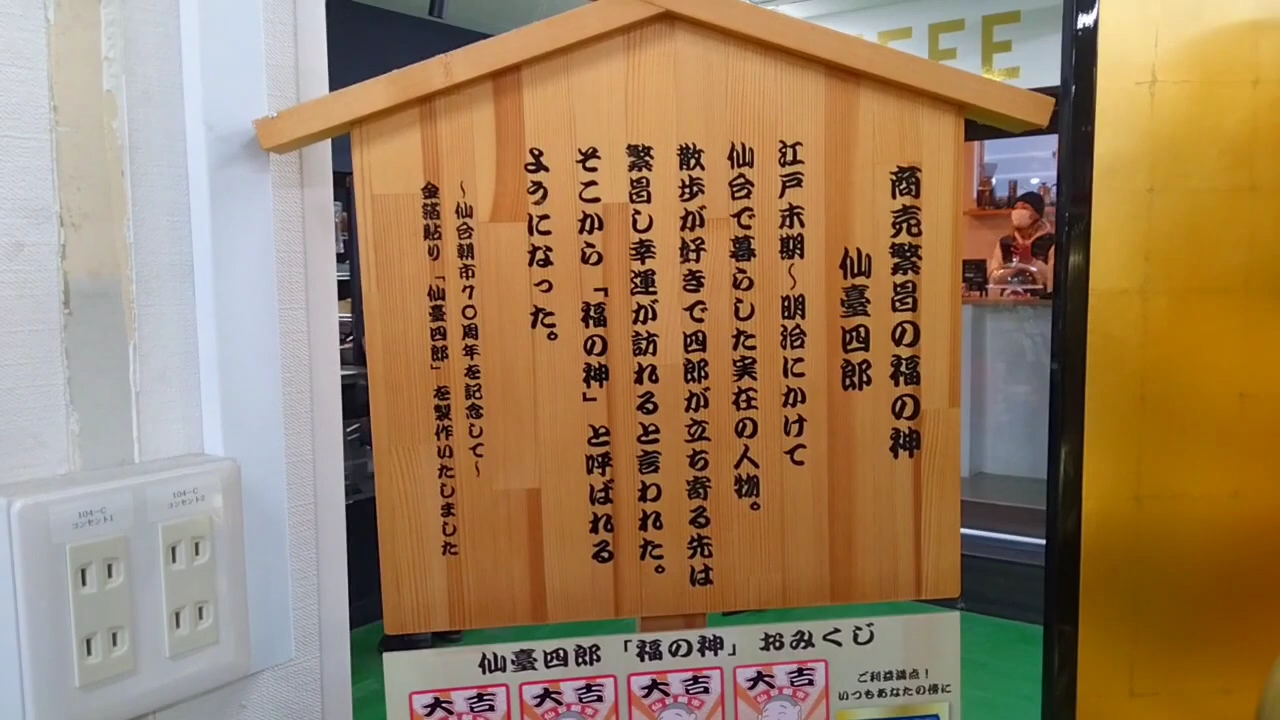 商売繁昌の福の神
仙臺四郎
江戸末期～明治にかけて
仙台で暮らした実在の人物。
散歩が好きで四郎が立ち寄る先は
繁昌し幸運が訪れると言われた。
そこから「福の神」と呼ばれる
ようになった。
～仙台朝市70周年を記念して～
金箔貼り「仙臺四郎」を製作いたしました
仙臺四郎「福の神」おみくじ
大吉
大吉
大吉
大吉
仙台朝市
ご利益満点！
いつもあなたの傍に
104-C
コンセント1
104-C
コンセント2